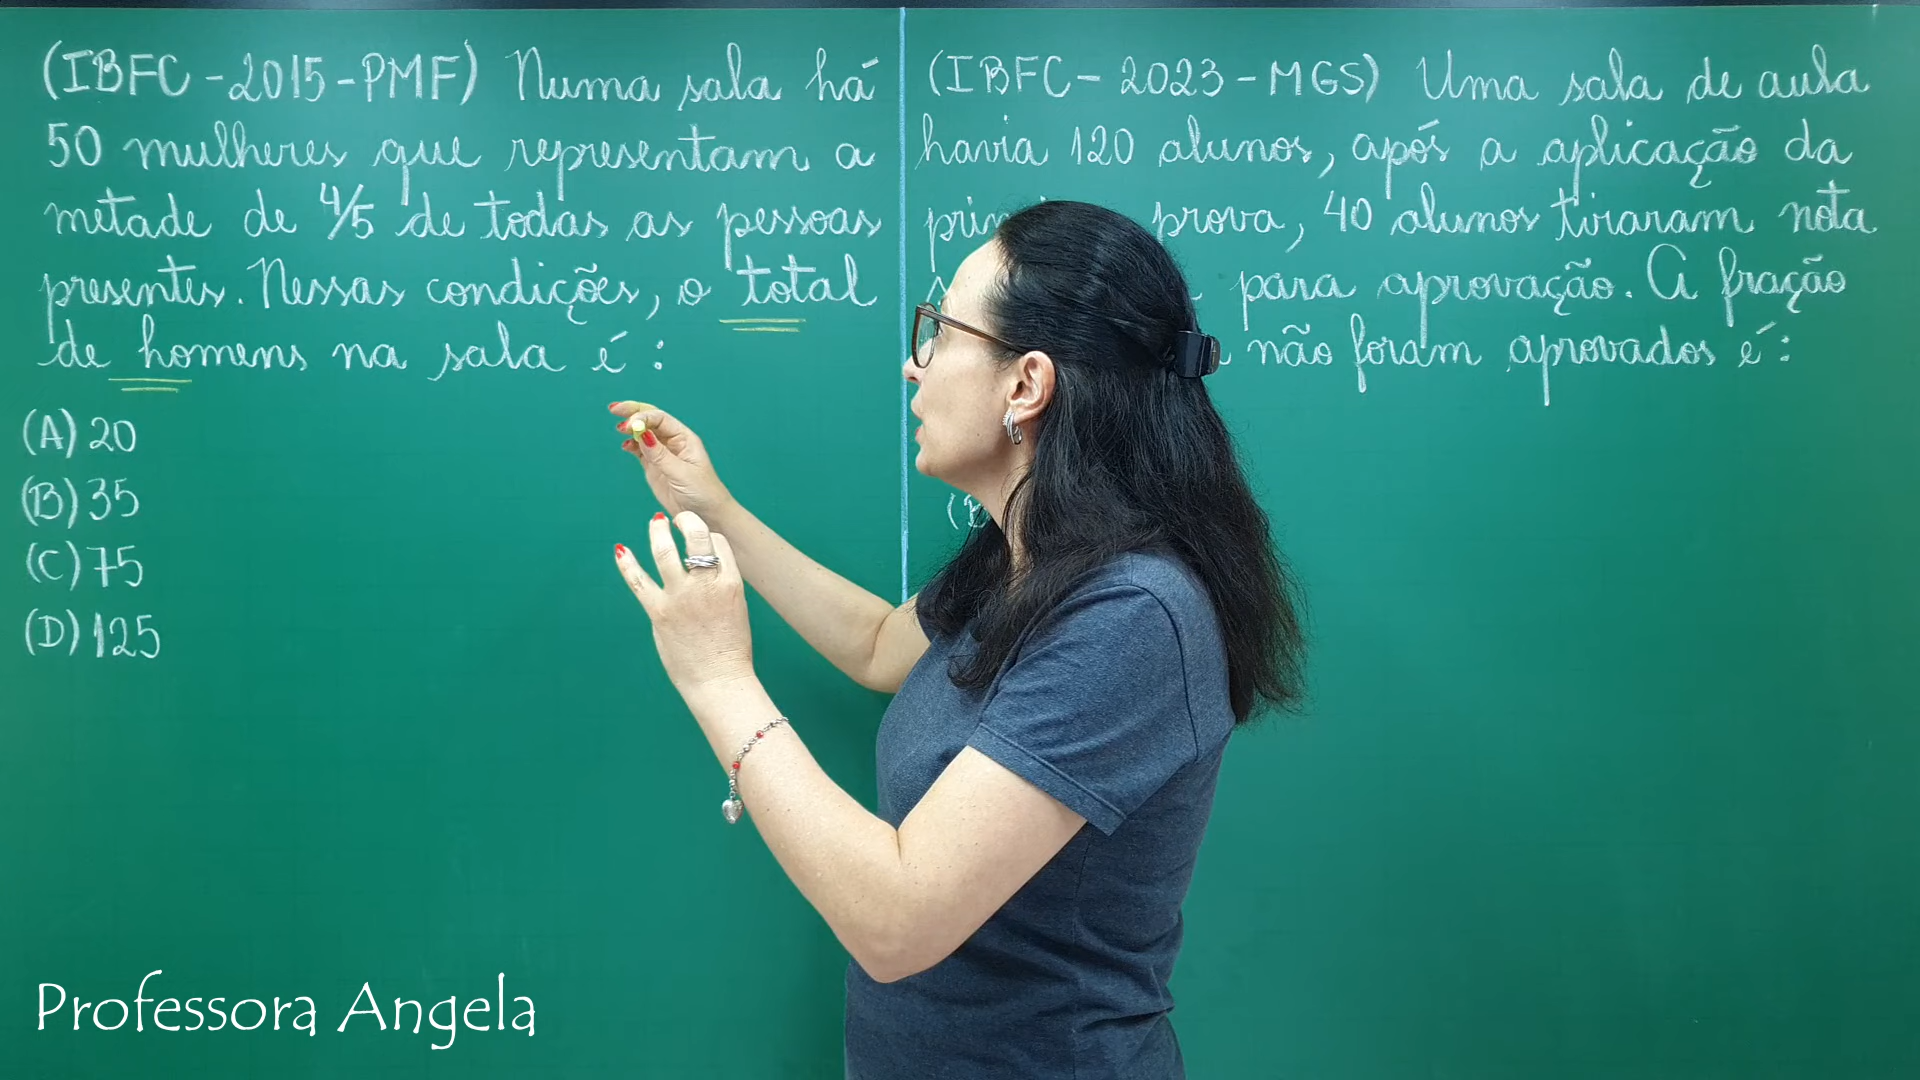 (IBFC-2015-PMF) Numa sala há
50 mulheres que representam a
metade de 4/5 de todas as pessoas
presentes. Nessas condições, o total
de homens na sala é:
(A) 20
(B) 35
(C) 75
(D) 125
(IBFC-2023-MGS) Uma sala de aula
havia 120 alunos, após a aplicação da
prova, 40 alunos tiraram nota
para aprovação. A fração
não foram aprovados é:
Professora Angela